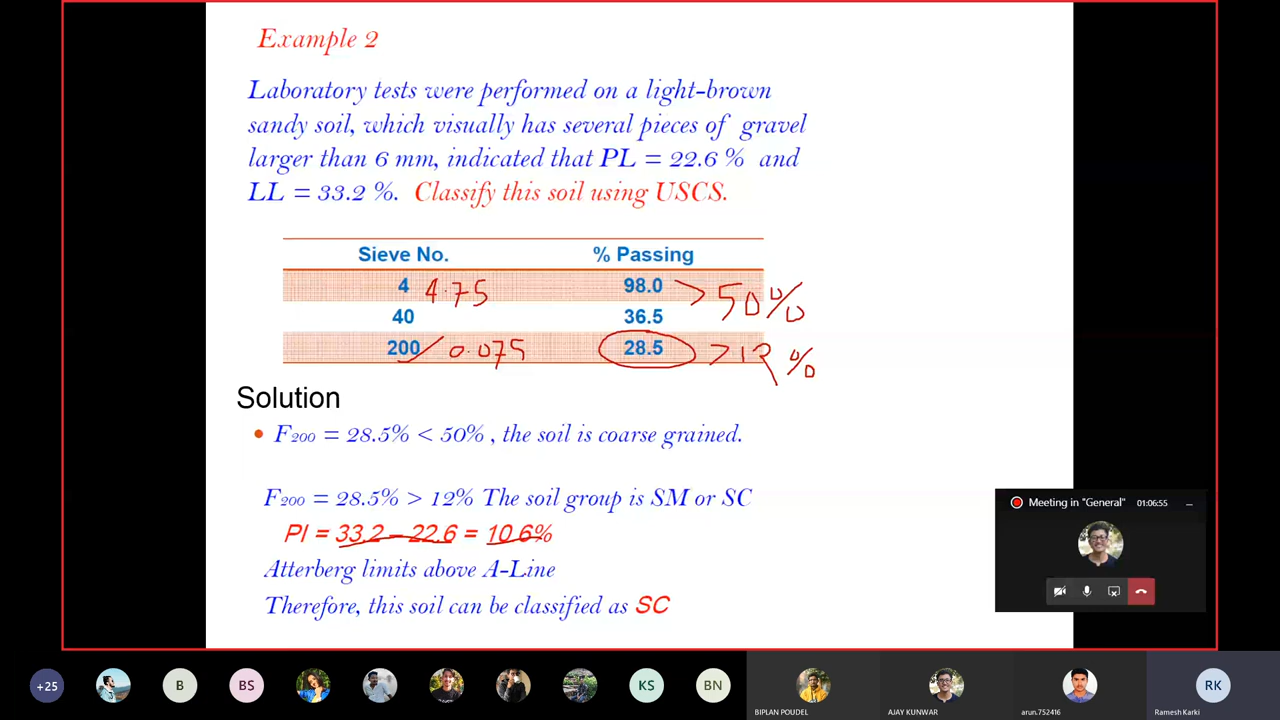 Example 2
Laboratory tests were performed on a light-brown
sandy soil, which visually has several pieces of gravel
larger than 6 mm, indicated that PL = 22.6 % and
LL = 33.2 %. Classify this soil using USCS.
Sieve No. % Passing
4 4.75 98.0 > 50%
40 36.5
200 0.075 28.5 > 12 %
Solution
• F200 = 28.5% < 50% , the soil is coarse grained.
F200 = 28.5% > 12% The soil group is SM or SC
PI = 33.2 – 22.6 = 10.6%
Atterberg limits above A-Line
Therefore, this soil can be classified as SC
Meeting in "General" 01:06:55
+25 B BS KS BN RK
BIPLAN POUDEL AJAY KUNWAR arun.752416 Ramesh Karki